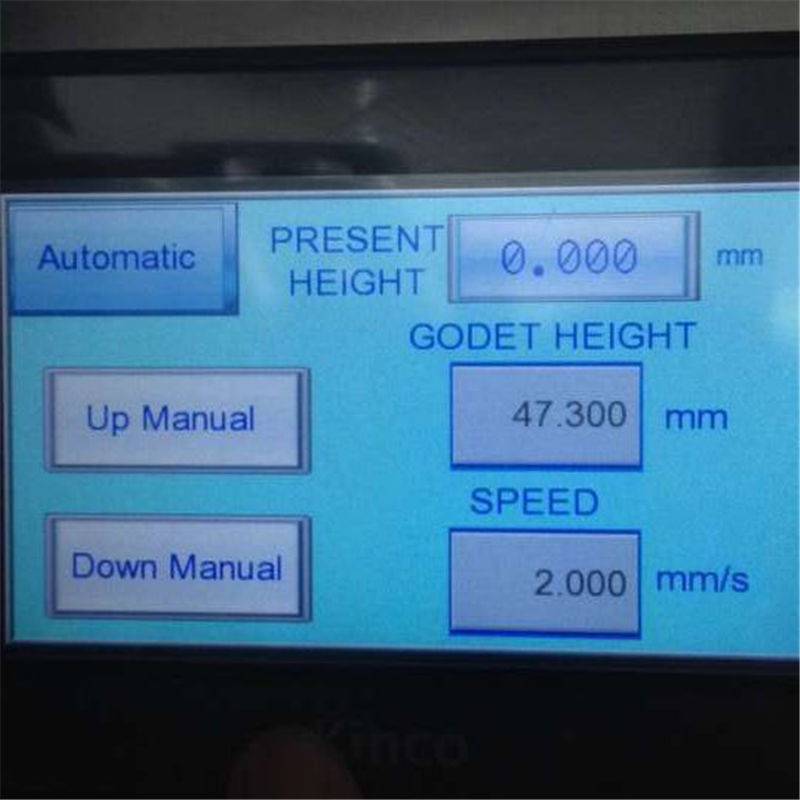 Automatic
PRESENT
HEIGHT
0.000
mm
GODET HEIGHT
Up Manual
47.300
mm
SPEED
Down Manual
2.000
mm/s
Kinco